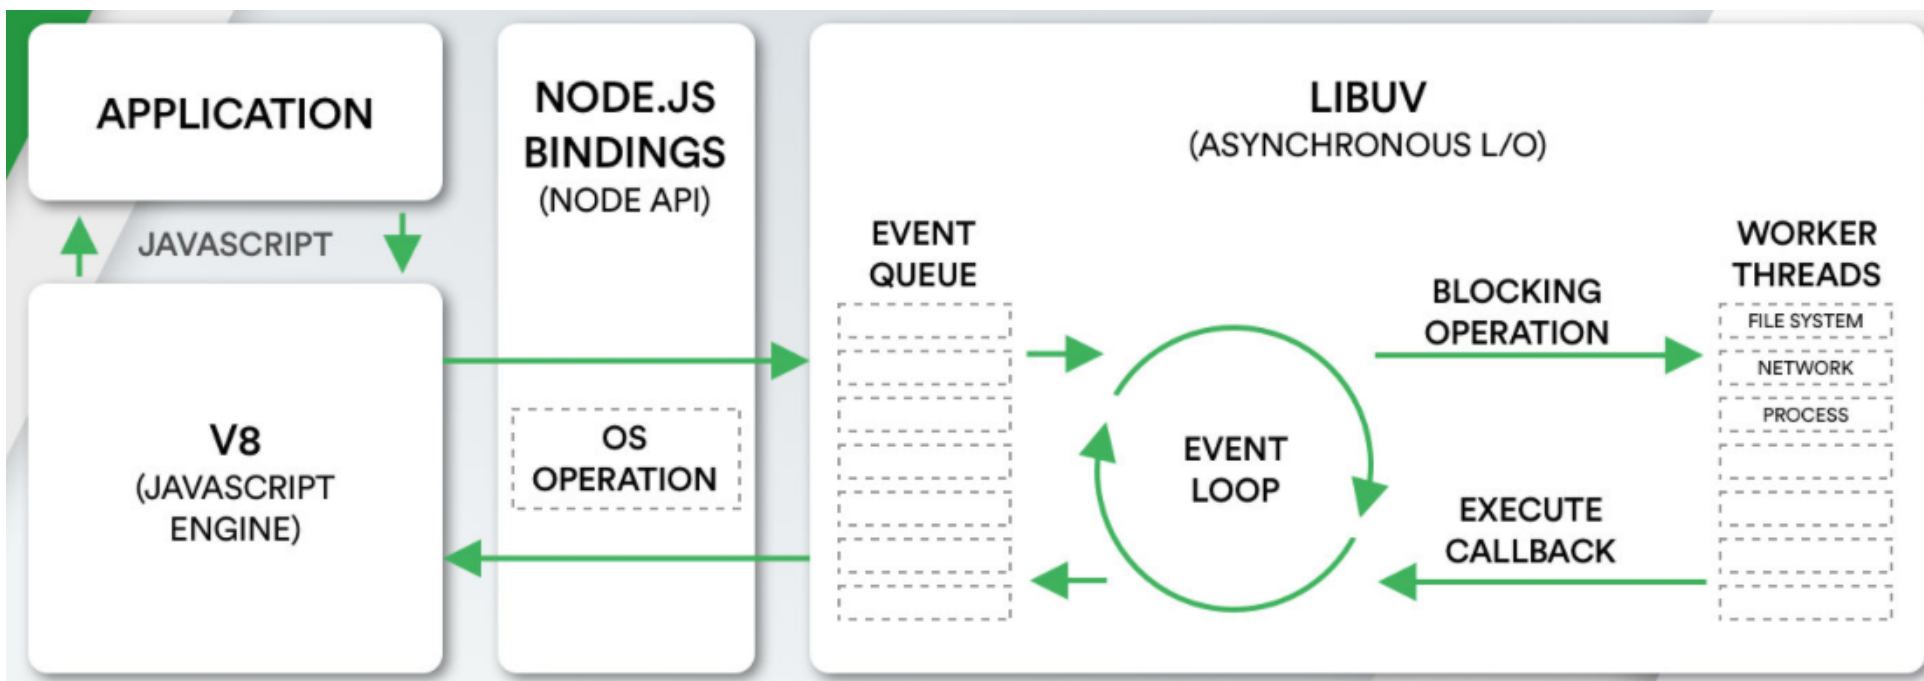 APPLICATION
JAVASCRIPT
V8
(JAVASCRIPT
ENGINE)
NODE.JS
BINDINGS
(NODE API)
OS
OPERATION
LIBUV
(ASYNCHRONOUS L/O)
EVENT
QUEUE
EVENT
LOOP
BLOCKING
OPERATION
EXECUTE
CALLBACK
WORKER
THREADS
FILE SYSTEM
NETWORK
PROCESS